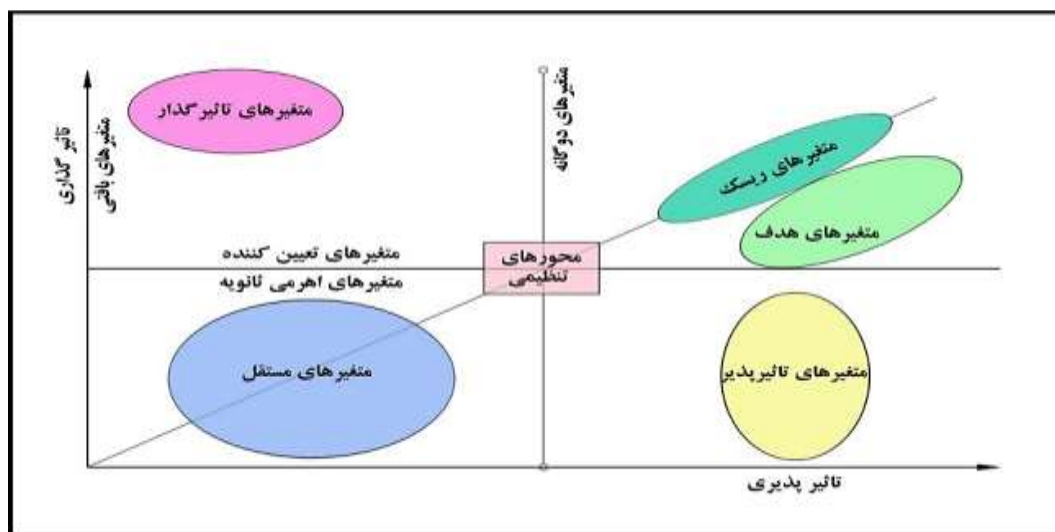 متغیرهای تاثیرگذار
تاثیر گذاری
متغیرهای بافتی
متغیرهای دوگانه
متغیرهای ریسک
متغیرهای هدف
متغیرهای تعیین کننده
متغیرهای اهرمی ثانویه
محورهای
تنظیمی
متغیرهای مستقل
متغیرهای تاثیرپذیر
تاثیر پذیری